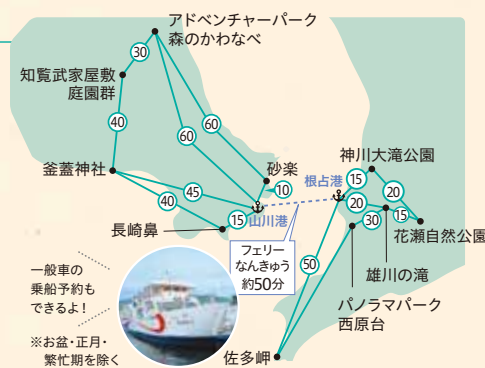 アドベンチャーパーク
森のかわなべ
30
知覧武家屋敷
庭園群
60
60
40
砂楽
神川大滝公園
根占港
15
釜蓋神社
45
10
20
20
40
15
山川港
30
15
長崎鼻
花瀬自然公園
フェリー
なんきゅう
約50分
50
雄川の滝
一般車の
乗船予約も
できるよ！
パノラマパーク
西原台
※お盆・正月・
繁忙期を除く
佐多岬